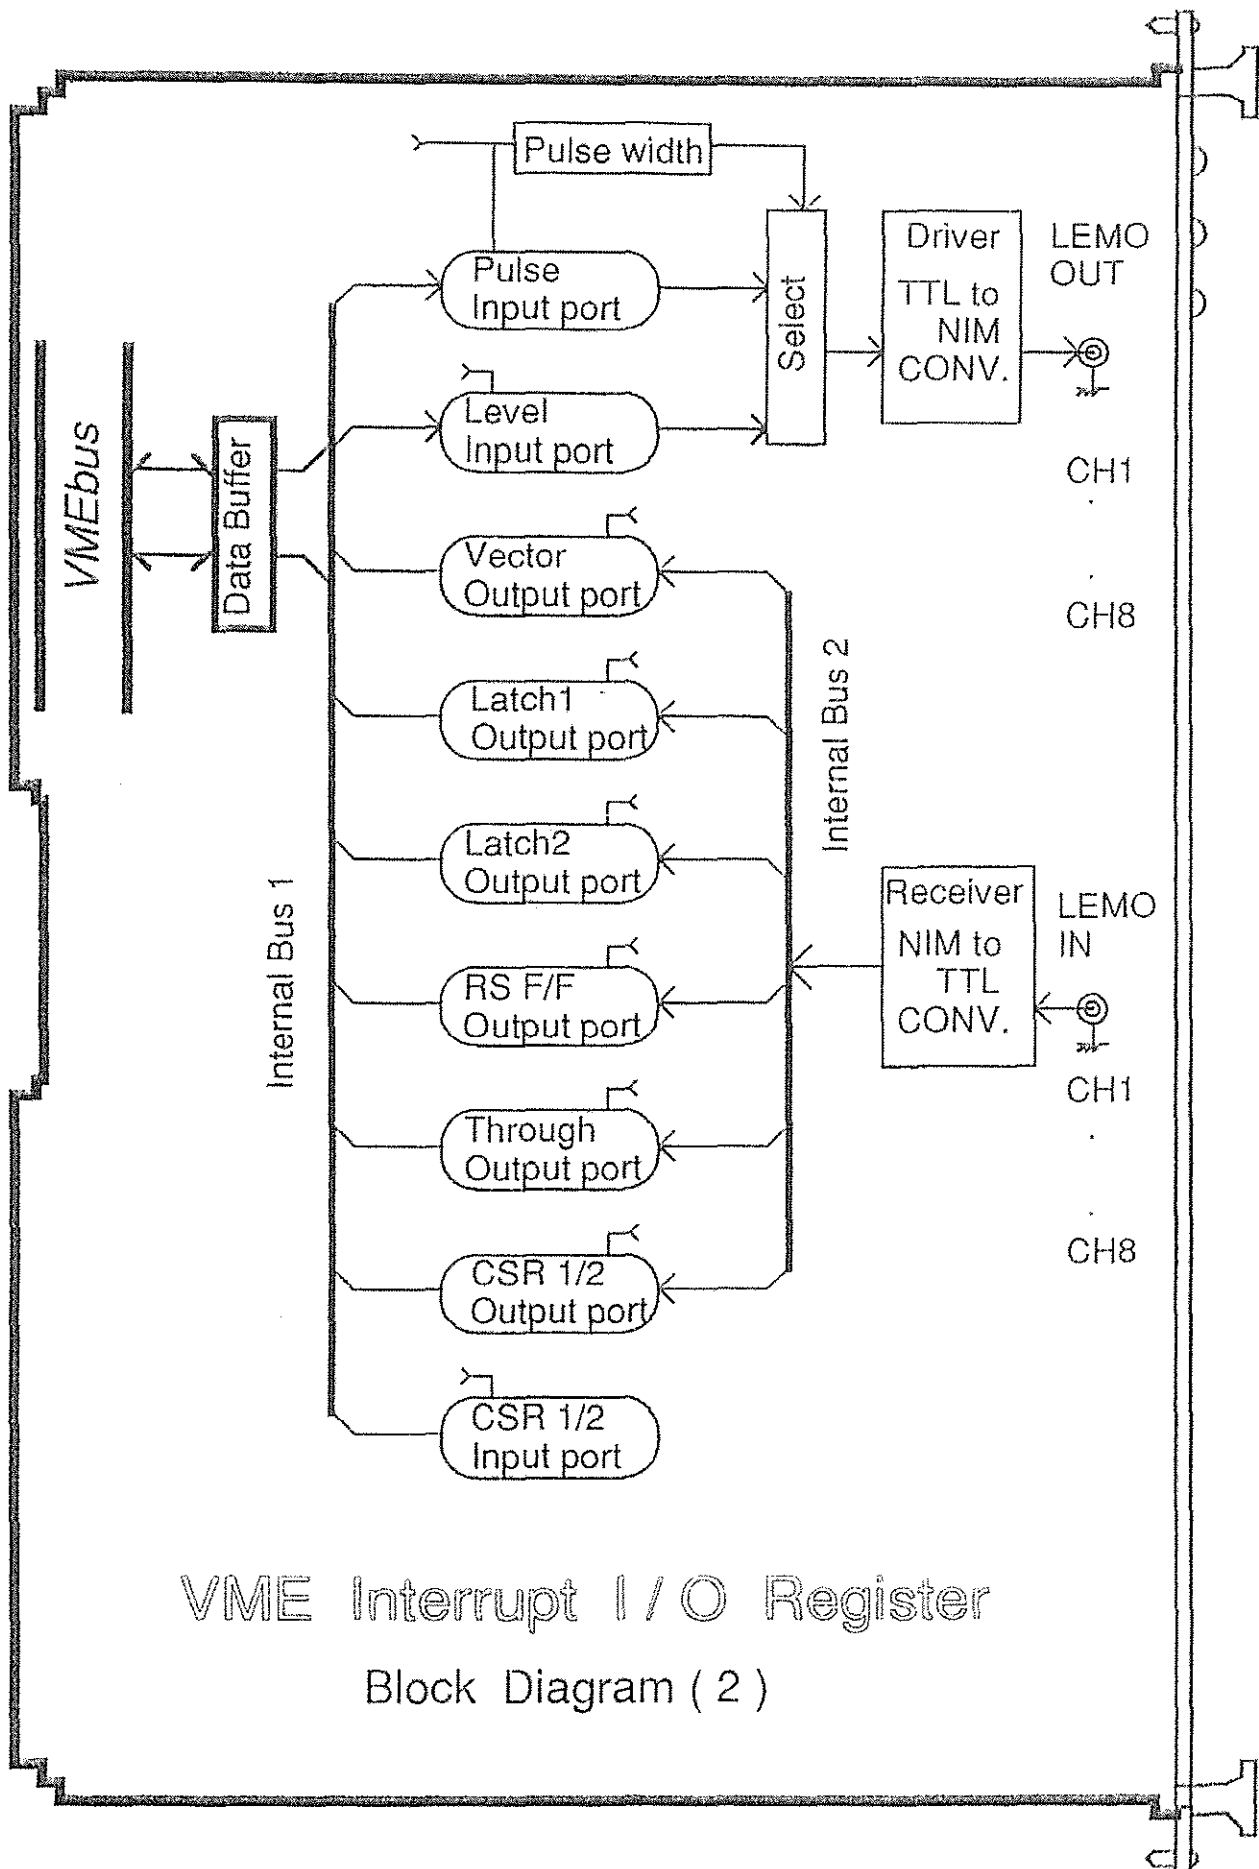 Pulse width
Pulse
Input port
Level
Input port
Select
Driver
TTL to
NIM
CONV.
LEMO
OUT
CH1
.
.
CH8
VMEbus
Data Buffer
Vector
Output port
Latch1
Output port
Latch2
Output port
RS F/F
Output port
Through
Output port
CSR 1/2
Output port
CSR 1/2
Input port
Internal Bus 1
Internal Bus 2
Receiver
NIM to
TTL
CONV.
LEMO
IN
CH1
.
.
CH8
VME Interrupt I / O Register
Block Diagram ( 2 )